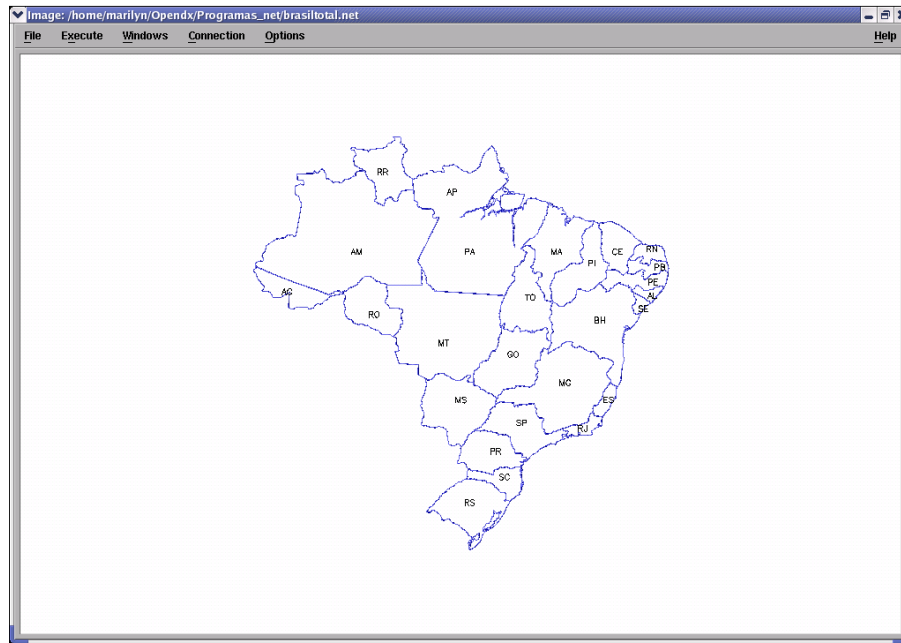 Image: /home/marilyn/Opendx/Programas_net/brasiltotal.net
File Execute Windows Connection Options Help
RR
AP
AM
PA
MA
CE
RN
PI
PB
PE
AC
TO
AL
SE
RO
BH
MT
GO
MG
MS
ES
SP
RJ
PR
SC
RS